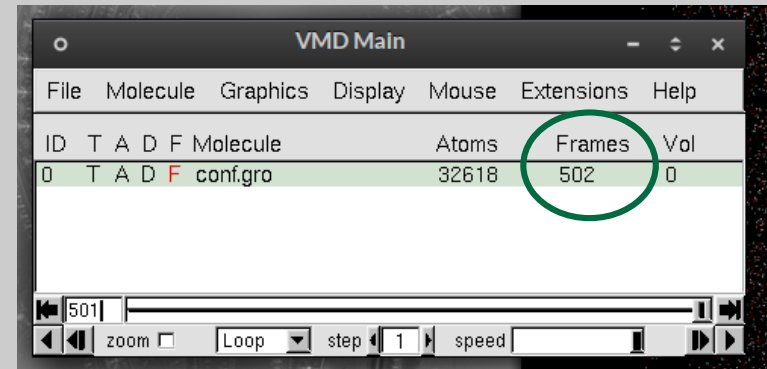 VMD Main
File Molecule Graphics Display Mouse Extensions Help
ID T A D F Molecule Atoms Frames Vol
0 T A D F conf.gro 32618 502 0
501
zoom Loop step 1 speed